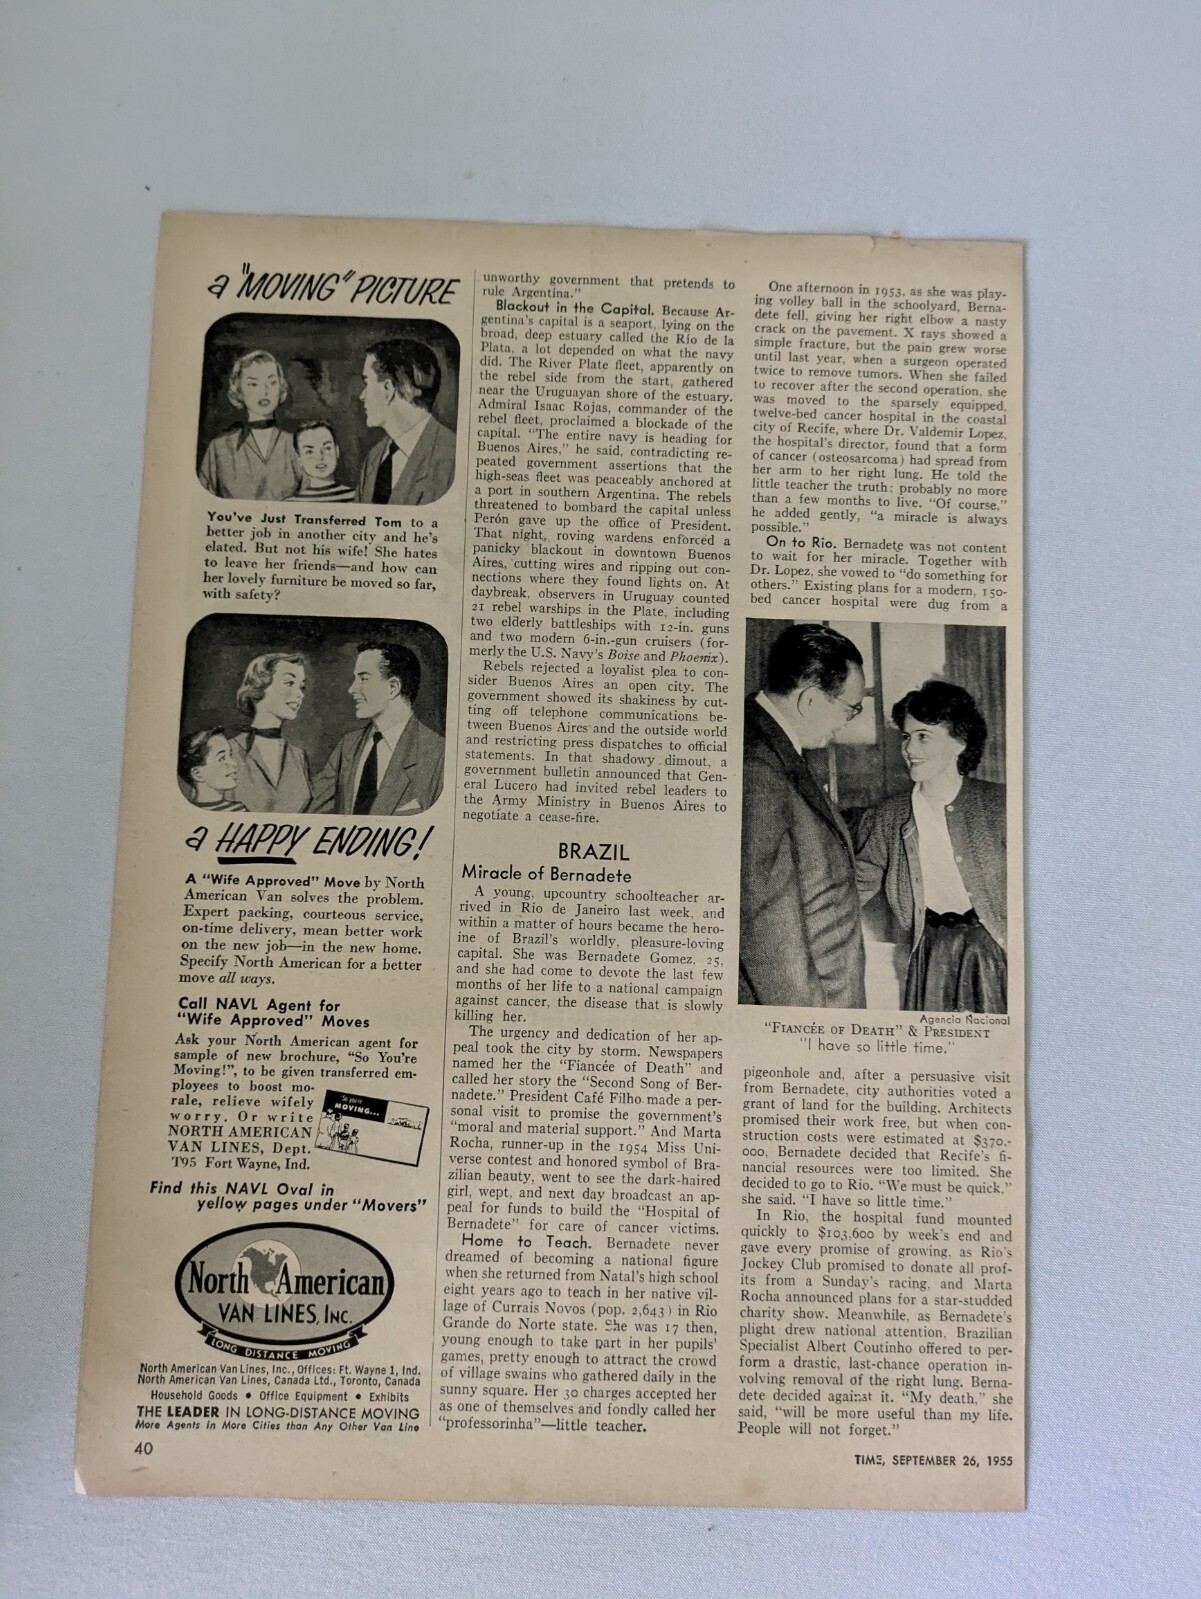 a "MOVING" PICTURE
You've Just Transferred Tom to a
better job in another city and he's
elated. But not his wife! She hates
to leave her friends—and how can
her lovely furniture be moved so far,
with safety?
a HAPPY ENDING!
A "Wife Approved" Move by North
American Van solves the problem.
Expert packing, courteous service,
on-time delivery, mean better work
on the new job—in the new home.
Specify North American for a better
move all ways.
Call NAVL Agent for
"Wife Approved" Moves
Ask your North American agent for
sample of new brochure, "So You're
Moving!", to be given transferred em-
ployees to boost mo-
rale, relieve wifely
worry. Or write
NORTH AMERICAN
VAN LINES, Dept.
T95 Fort Wayne, Ind.
So you're
MOVING...
Find this NAVL Oval in
yellow pages under "Movers"
North American
VAN LINES, INC.
LONG DISTANCE MOVING
North American Van Lines, Inc., Offices: Ft. Wayne 1, Ind.
North American Van Lines, Canada Ltd., Toronto, Canada
Household Goods • Office Equipment • Exhibits
THE LEADER IN LONG-DISTANCE MOVING
More Agents in More Cities than Any Other Van Line
40
unworthy government that pretends to
rule Argentina."
Blackout in the Capital. Because Ar-
gentina's capital is a seaport, lying on the
broad, deep estuary called the Río de la
Plata, a lot depended on what the navy
did. The River Plate fleet, apparently on
the rebel side from the start, gathered
near the Uruguayan shore of the estuary.
Admiral Isaac Rojas, commander of the
rebel fleet, proclaimed a blockade of the
capital. "The entire navy is heading for
Buenos Aires," he said, contradicting re-
peated government assertions that the
high-seas fleet was peaceably anchored at
a port in southern Argentina. The rebels
threatened to bombard the capital unless
Perón gave up the office of President.
That night, roving wardens enforced a
panicky blackout in downtown Buenos
Aires, cutting wires and ripping out con-
nections where they found lights on. At
daybreak, observers in Uruguay counted
21 rebel warships in the Plate, including
two elderly battleships with 12-in. guns
and two modern 6-in.-gun cruisers (for-
merly the U.S. Navy's Boise and Phoenix).
Rebels rejected a loyalist plea to con-
sider Buenos Aires an open city. The
government showed its shakiness by cut-
ting off telephone communications be-
tween Buenos Aires and the outside world
and restricting press dispatches to official
statements. In that shadowy dimout, a
government bulletin announced that Gen-
eral Lucero had invited rebel leaders to
the Army Ministry in Buenos Aires to
negotiate a cease-fire.
BRAZIL
Miracle of Bernadete
A young, upcountry schoolteacher ar-
rived in Rio de Janeiro last week, and
within a matter of hours became the hero-
ine of Brazil's worldly, pleasure-loving
capital. She was Bernadete Gomez, 25,
and she had come to devote the last few
months of her life to a national campaign
against cancer, the disease that is slowly
killing her.
The urgency and dedication of her ap-
peal took the city by storm. Newspapers
named her the "Fiancée of Death" and
called her story the "Second Song of Ber-
nadete." President Café Filho made a per-
sonal visit to promise the government's
"moral and material support." And Marta
Rocha, runner-up in the 1954 Miss Uni-
verse contest and honored symbol of Bra-
zilian beauty, went to see the dark-haired
girl, wept, and next day broadcast an ap-
peal for funds to build the "Hospital of
Bernadete" for care of cancer victims.
Home to Teach. Bernadete never
dreamed of becoming a national figure
when she returned from Natal's high school
eight years ago to teach in her native vil-
lage of Currais Novos (pop. 2,643) in Rio
Grande do Norte state. She was 17 then,
young enough to take part in her pupils'
games, pretty enough to attract the crowd
of village swains who gathered daily in the
sunny square. Her 30 charges accepted her
as one of themselves and fondly called her
"professorinha"—little teacher.
One afternoon in 1953, as she was play-
ing volley ball in the schoolyard, Berna-
dete fell, giving her right elbow a nasty
crack on the pavement. X rays showed a
simple fracture, but the pain grew worse
until last year, when a surgeon operated
twice to remove tumors. When she failed
to recover after the second operation, she
was moved to the sparsely equipped,
twelve-bed cancer hospital in the coastal
city of Recife, where Dr. Valdemir Lopez,
the hospital's director, found that a form
of cancer (osteosarcoma) had spread from
her arm to her right lung. He told the
little teacher the truth: probably no more
than a few months to live. "Of course,"
he added gently, "a miracle is always
possible."
On to Rio. Bernadete was not content
to wait for her miracle. Together with
Dr. Lopez, she vowed to "do something for
others." Existing plans for a modern, 150-
bed cancer hospital were dug from a
Agencia Nacional
"FIANCÉE OF DEATH" & PRESIDENT
"I have so little time."
pigeonhole and, after a persuasive visit
from Bernadete, city authorities voted a
grant of land for the building. Architects
promised their work free, but when con-
struction costs were estimated at $370,-
000, Bernadete decided that Recife's fi-
nancial resources were too limited. She
decided to go to Rio. "We must be quick,"
she said. "I have so little time."
In Rio, the hospital fund mounted
quickly to $103,600 by week's end and
gave every promise of growing, as Rio's
Jockey Club promised to donate all prof-
its from a Sunday's racing, and Marta
Rocha announced plans for a star-studded
charity show. Meanwhile, as Bernadete's
plight drew national attention, Brazilian
Specialist Albert Coutinho offered to per-
form a drastic, last-chance operation in-
volving removal of the right lung. Berna-
dete decided against it. "My death," she
said, "will be more useful than my life.
People will not forget."
TIME, SEPTEMBER 26, 1955